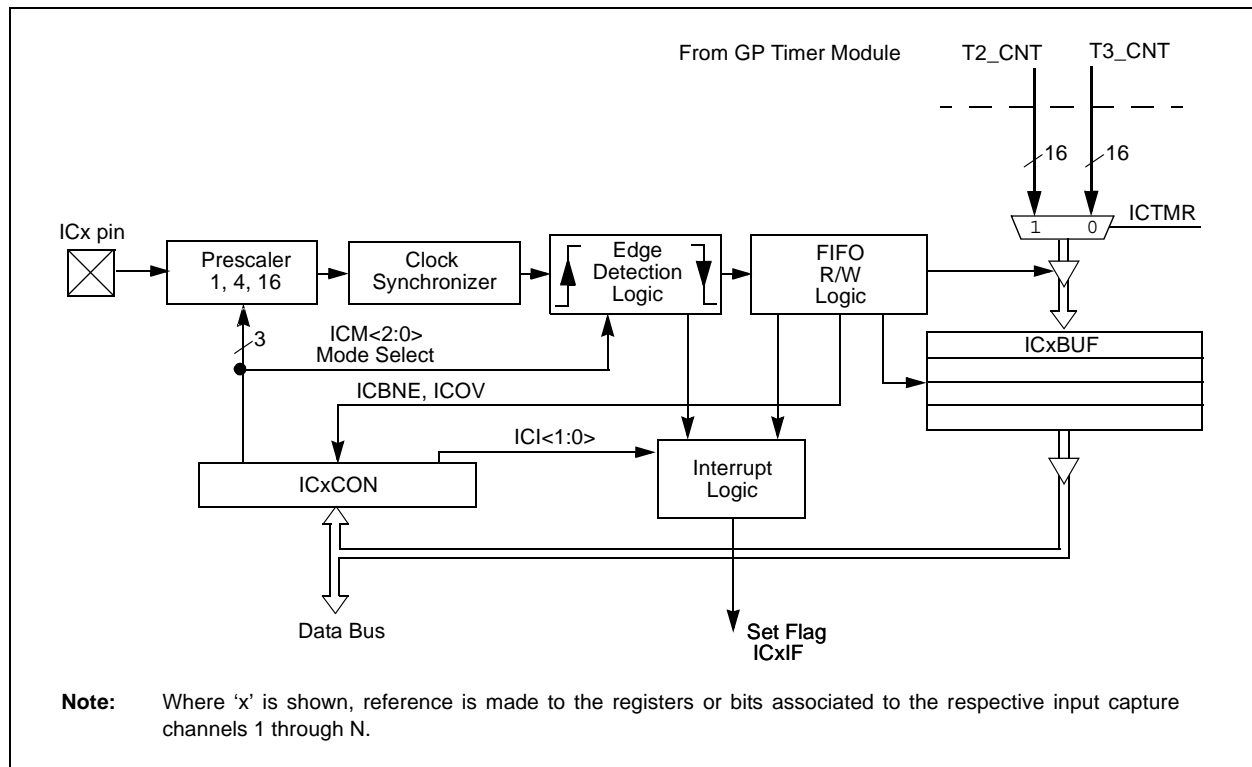 From GP Timer Module
T2_CNT
T3_CNT
16
16
ICx pin
1
0
ICTMR
Prescaler
1, 4, 16
Clock
Synchronizer
Edge
Detection
Logic
FIFO
R/W
Logic
3
ICM<2:0>
Mode Select
ICxBUF
ICBNE, ICOV
ICI<1:0>
Interrupt
Logic
ICxCON
Data Bus
Set Flag
ICxIF
Note: Where ‘x’ is shown, reference is made to the registers or bits associated to the respective input capture
channels 1 through N.